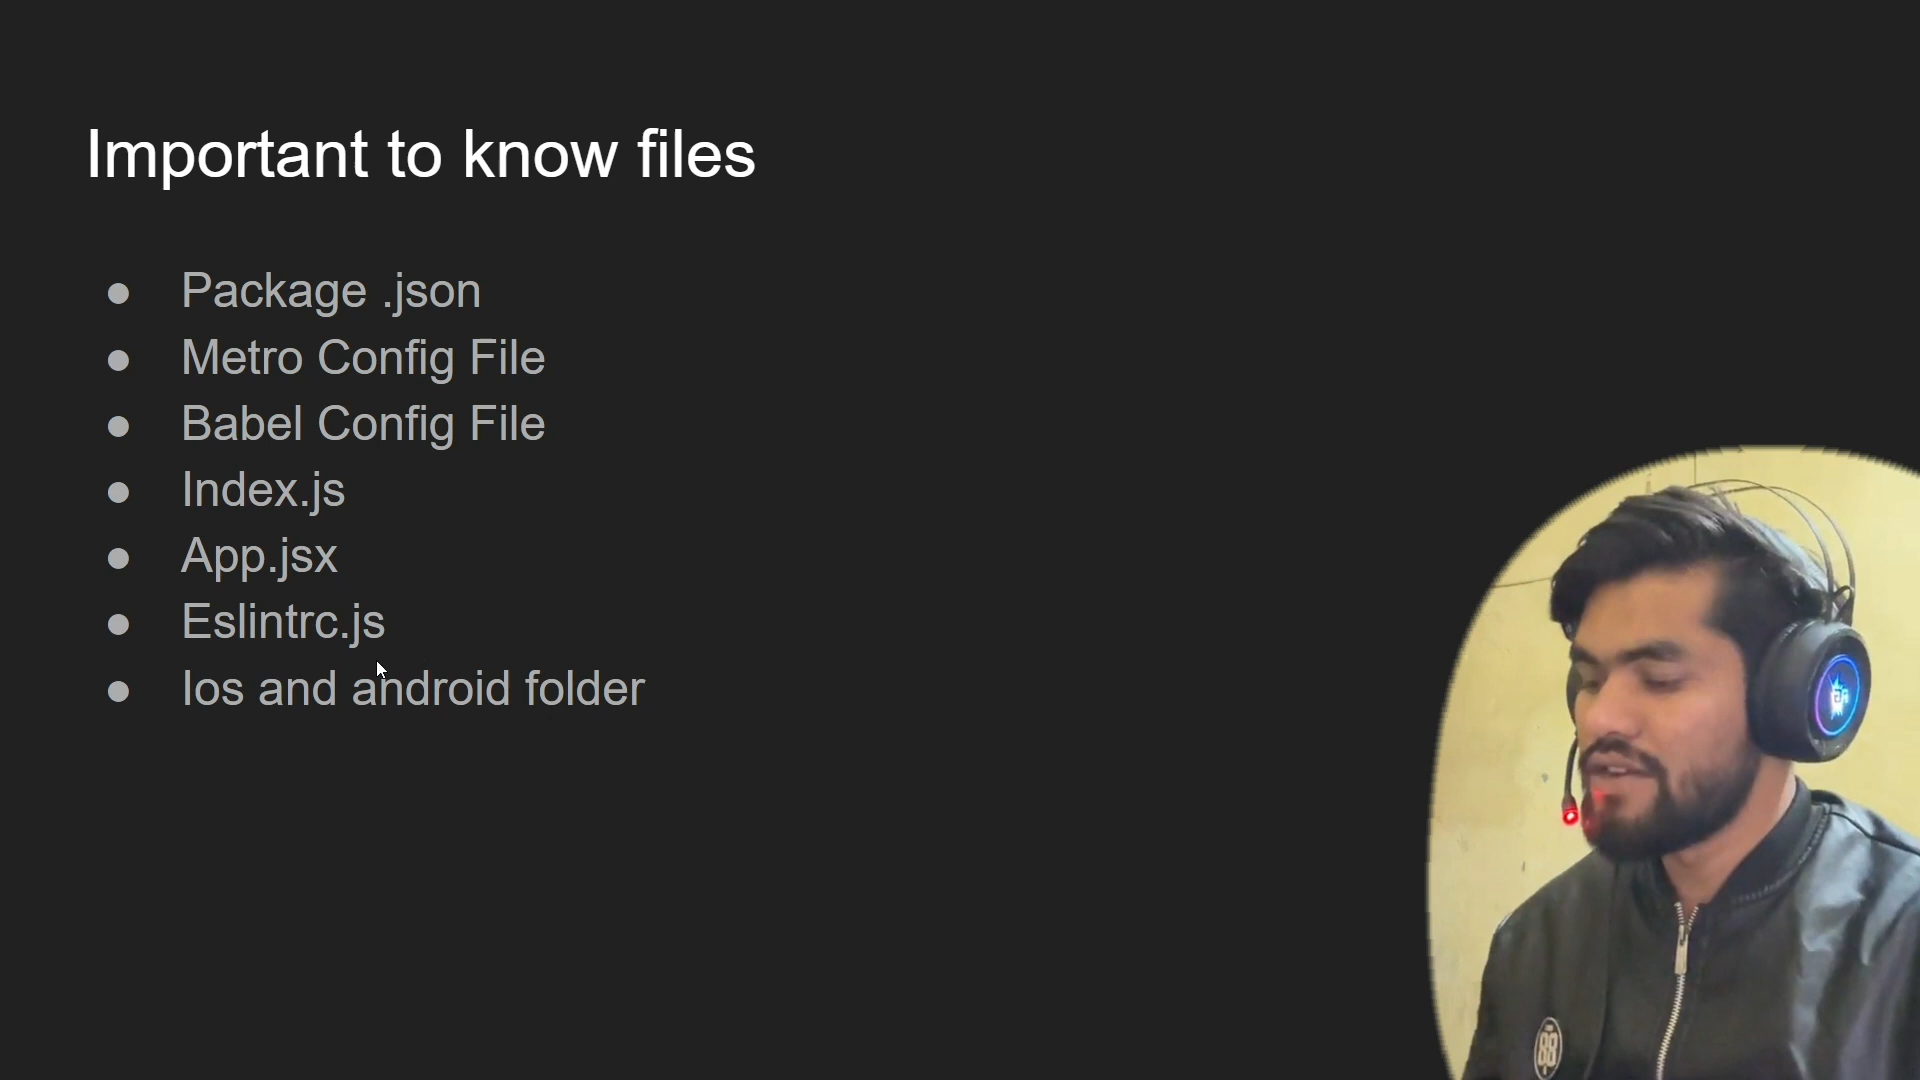 Important to know files
● Package .json
● Metro Config File
● Babel Config File
● Index.js
● App.jsx
● Eslintrc.js
● Ios and android folder
88